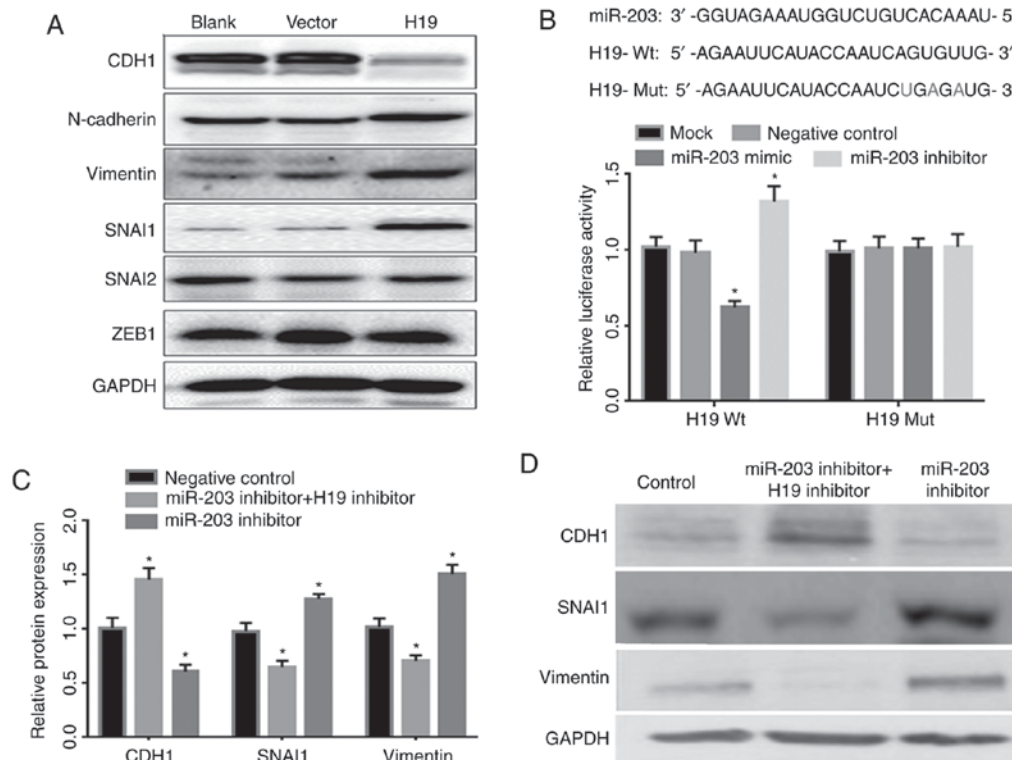 A
Blank Vector H19
CDH1
N-cadherin
Vimentin
SNAI1
SNAI2
ZEB1
GAPDH
B
miR-203: 3′ -GGUAGAAAUGGUCUGUCACAAAU- 5
H19- Wt: 5′ -AGAAUUCAUACCAAUCAGUGUUG- 3′
H19- Mut: 5′ -AGAAUUCAUACCAAUCUGAGAUG- 3
Mock Negative control
miR-203 mimic miR-203 inhibitor
Relative luciferase activity
1.5
1.0
0.5
0.0
* * 
H19 Wt H19 Mut
C
Negative control
miR-203 inhibitor+H19 inhibitor
miR-203 inhibitor
Relative protein expression
2.0
1.5
1.0
0.5
0.0
* * * * * *
CDH1 SNAI1 Vimentin
D
Control miR-203 inhibitor+ H19 inhibitor miR-203 inhibitor
CDH1
SNAI1
Vimentin
GAPDH